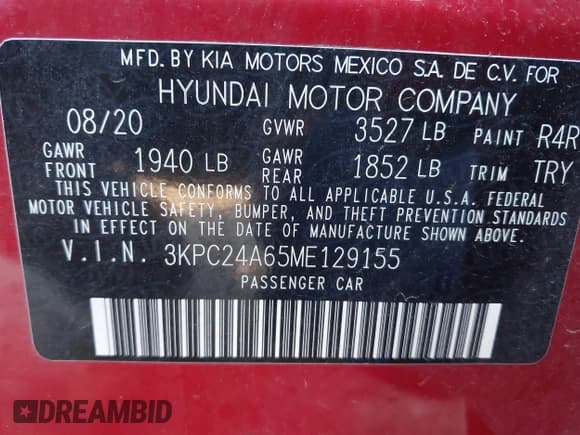 MFD. BY KIA MOTORS MEXICO S.A. DE C.V. FOR
HYUNDAI MOTOR COMPANY
08/20 GVWR 3527 LB PAINT R4R
GAWR FRONT 1940 LB GAWR REAR 1852 LB TRIM TRY
THIS VEHICLE CONFORMS TO ALL APPLICABLE U.S.A. FEDERAL
MOTOR VEHICLE SAFETY, BUMPER, AND THEFT PREVENTION STANDARDS
IN EFFECT ON THE DATE OF MANUFACTURE SHOWN ABOVE.
V.I.N. 3KPC24A65ME129155
PASSENGER CAR
DREAMBID